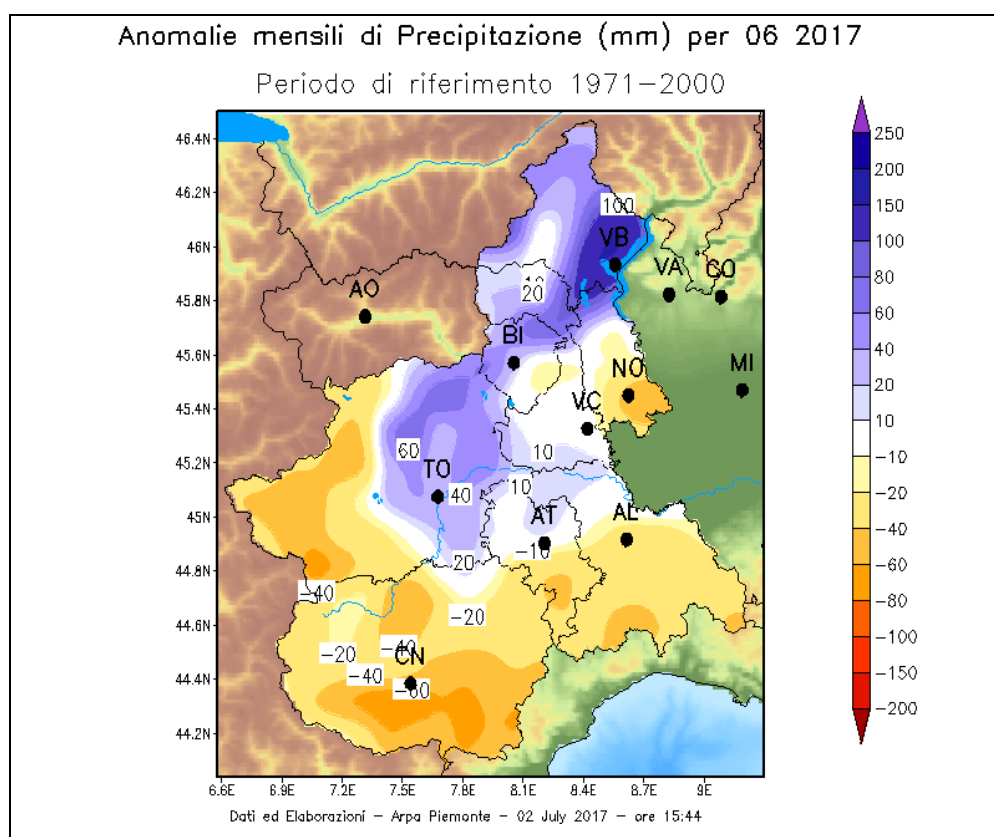 Anomalie mensili di Precipitazione (mm) per 06 2017
Periodo di riferimento 1971−2000
46.4N
46.2N
46N
45.8N
45.6N
45.4N
45.2N
45N
44.8N
44.6N
44.4N
44.2N
6.6E 6.9E 7.2E 7.5E 7.8E 8.1E 8.4E 8.7E 9E
100
VB
VA
CO
AO
20
BI
MI
NO
VC
60
10
TO
40
10
AT
AL
−10
20
−40
−20
−40
−20
CN
−40
−60
250
200
150
100
80
60
40
20
10
−10
−20
−40
−60
−80
−100
−150
−200
Dati ed Elaborazioni − Arpa Piemonte − 02 July 2017 − ore 15:44